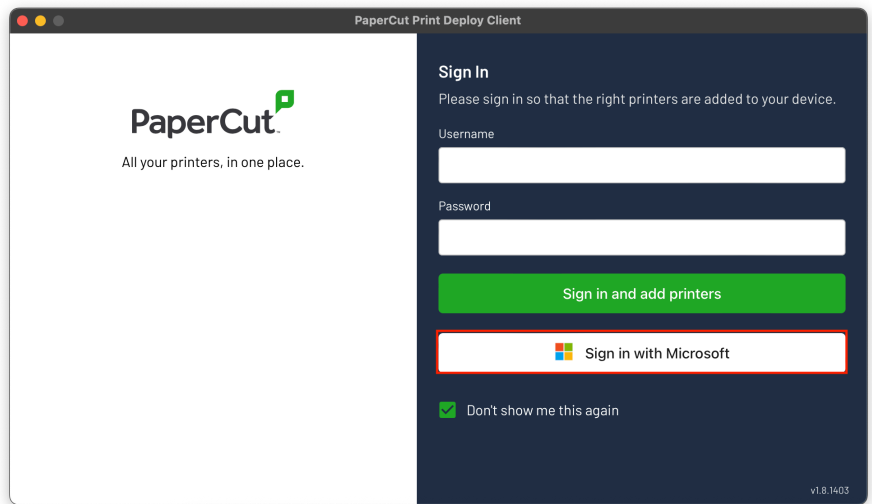 PaperCut Print Deploy Client
PaperCut™
All your printers, in one place.
Sign In
Please sign in so that the right printers are added to your device.
Username
Password
Sign in and add printers
Sign in with Microsoft
Don't show me this again
v1.8.1403